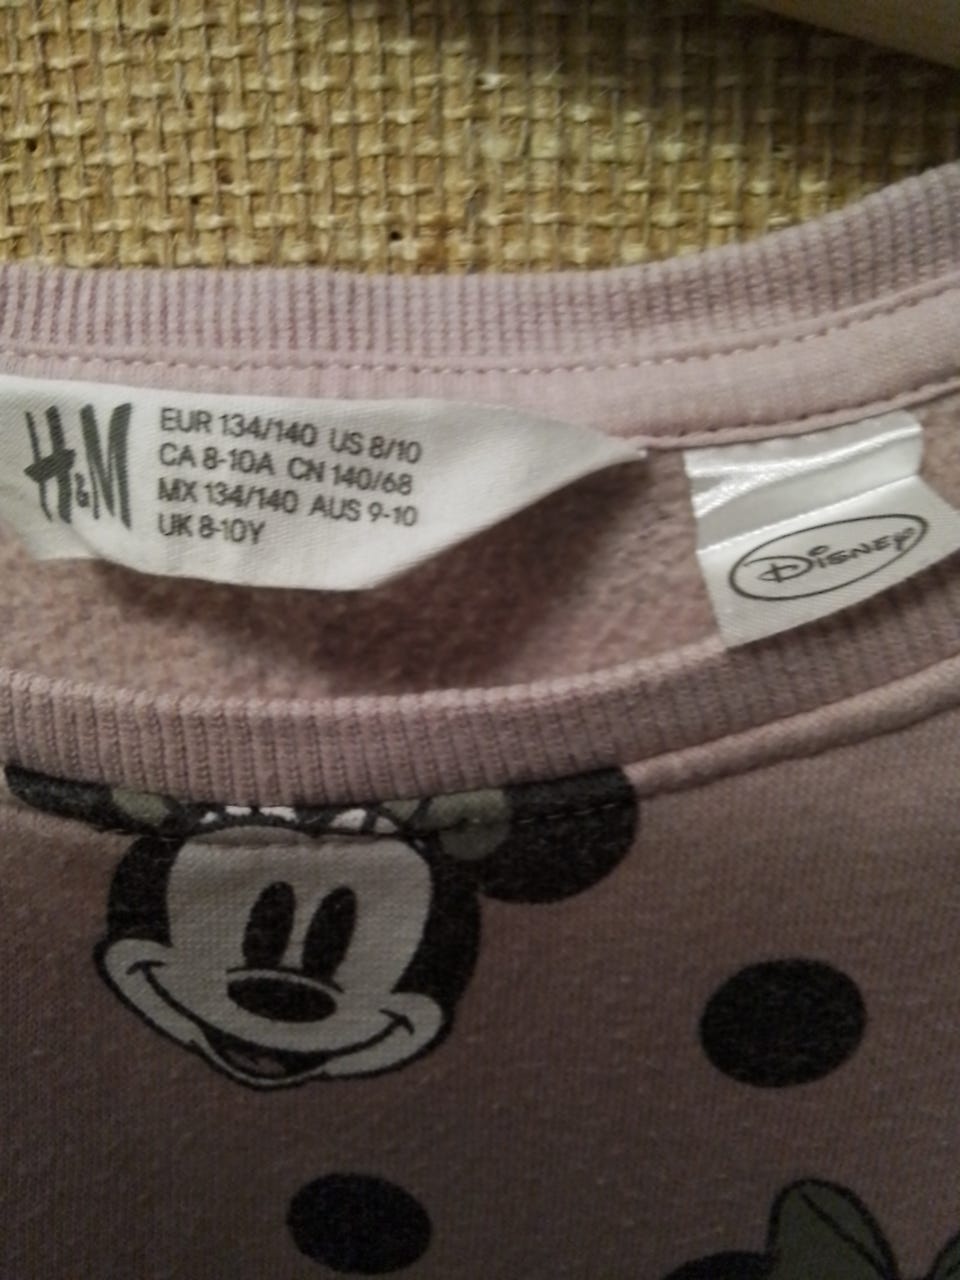 H&M
EUR 134/140 US 8/10
CA 8-10A CN 140/68
MX 134/140 AUS 9-10
UK 8-10Y
Disney